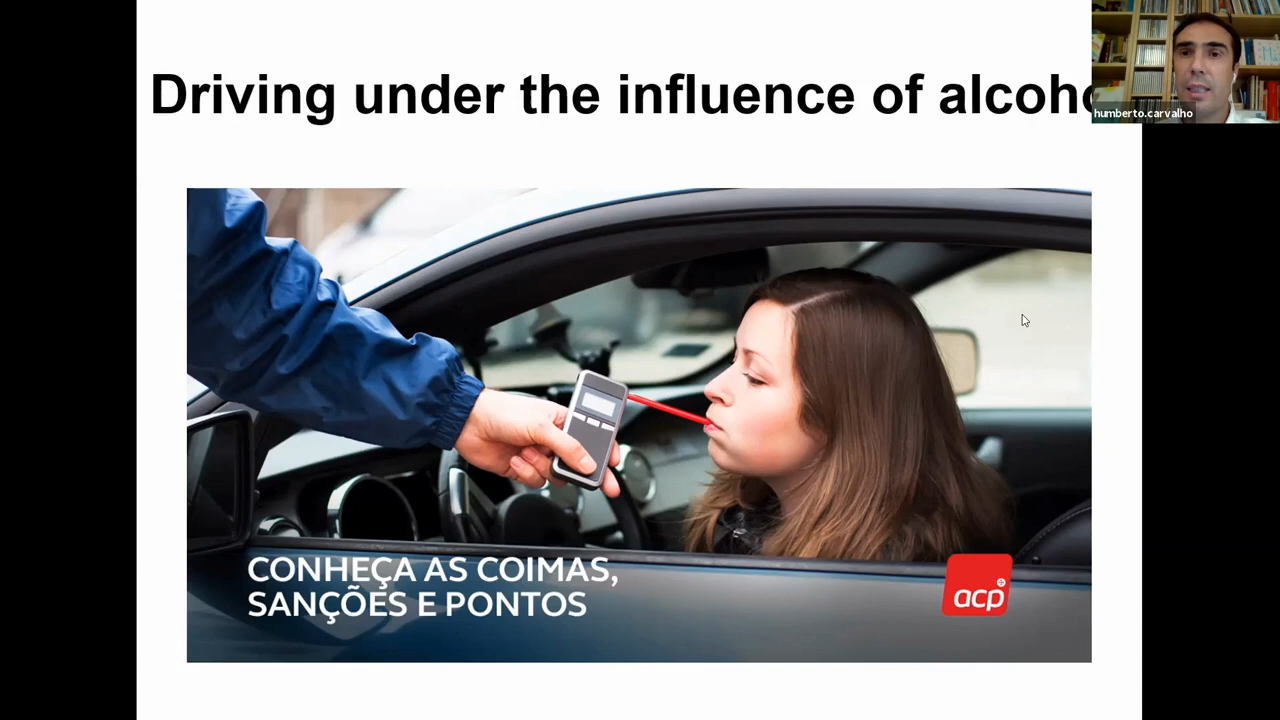 Driving under the influence of alcoho
humberto.carvalho
CONHEÇA AS COIMAS,
SANÇÕES E PONTOS
acp